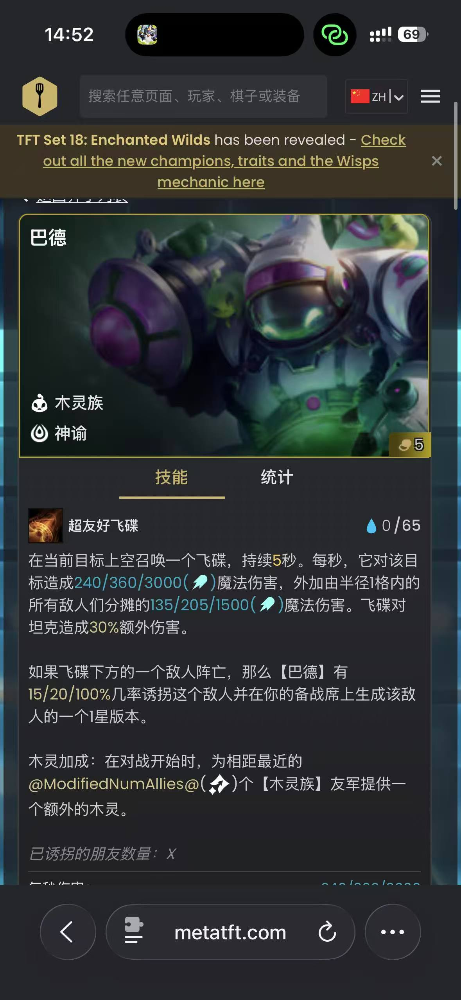 14:52
69
搜索任意页面、玩家、棋子或装备
ZH
TFT Set 18: Enchanted Wilds has been revealed - Check
out all the new champions, traits and the Wisps
mechanic here
巴德
木灵族
神谕
5
技能
统计
超友好飞碟
0/65
在当前目标上空召唤一个飞碟，持续5秒。每秒，它对该目
标造成240/360/3000( )魔法伤害，外加由半径1格内的
所有敌人们分摊的135/205/1500( )魔法伤害。飞碟对
坦克造成30%额外伤害。
如果飞碟下方的一个敌人阵亡，那么【巴德】有
15/20/100%几率诱拐这个敌人并在你的备战席上生成该敌
人的一个1星版本。
木灵加成：在对战开始时，为相距最近的
@ModifiedNumAllies@( )个【木灵族】友军提供一
个额外的木灵。
已诱拐的朋友数量：X
metatft.com